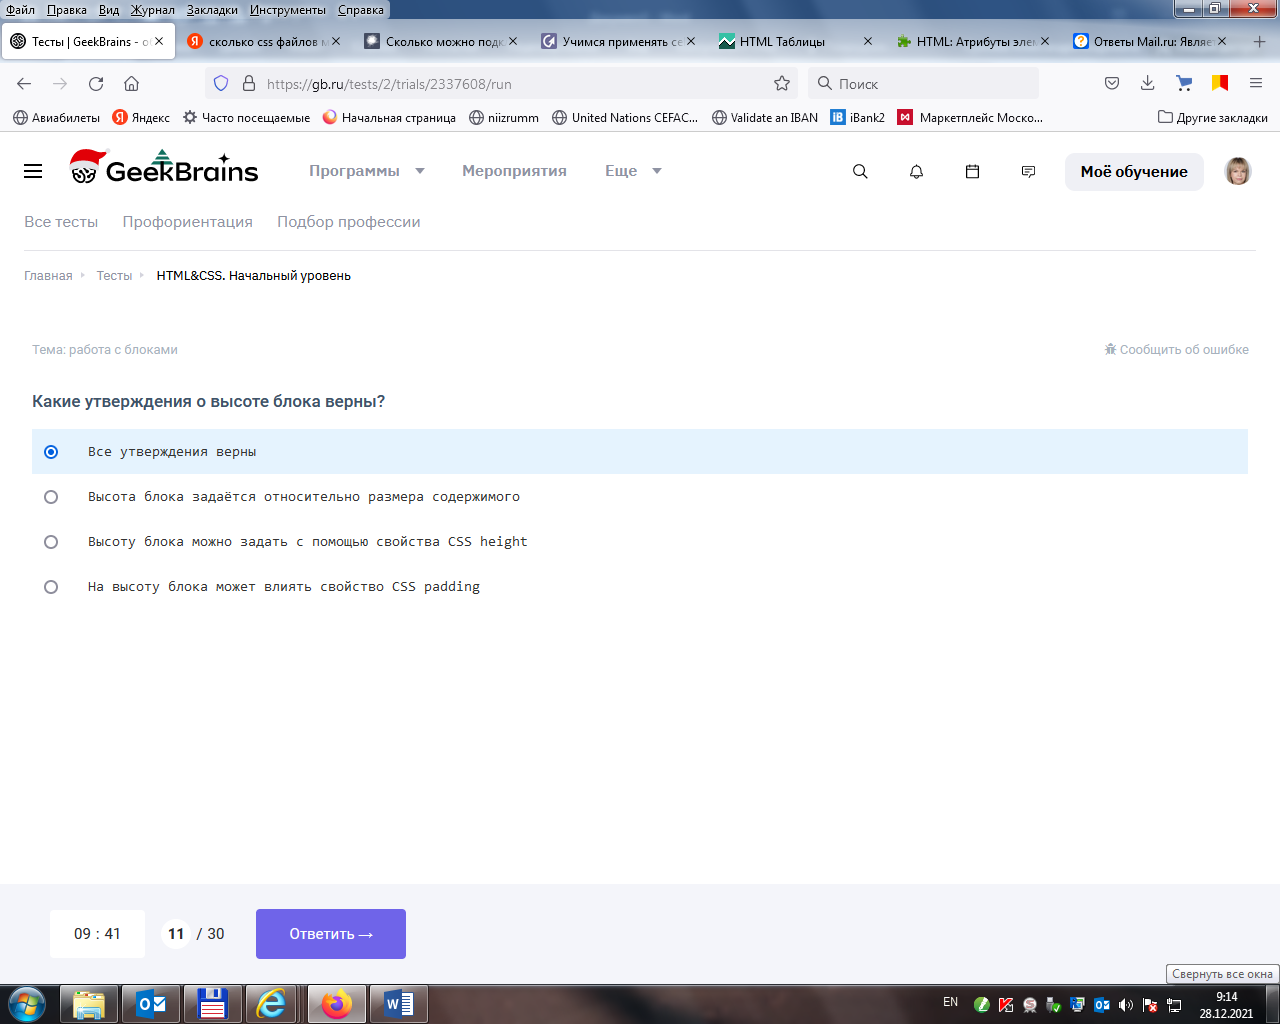 Файл Правка Вид Журнал Закладки Инструменты Справка
Тесты | GeekBrains - об
сколько css файлов м
Сколько можно подк
Учимся применять се
HTML Таблицы
HTML: Атрибуты элем
Ответы Mail.ru: Являет
https://gb.ru/tests/2/trials/2337608/run
Поиск
Авиабилеты Яндекс Часто посещаемые Начальная страница niizrumm United Nations CEFAC... Validate an IBAN iBank2 Маркетплейс Моско... Другие закладки
GeekBrains Программы Мероприятия Еще Моё обучение
Все тесты Профориентация Подбор профессии
Главная Тесты HTML&CSS. Начальный уровень
Тема: работа с блоками Сообщить об ошибке
Какие утверждения о высоте блока верны?
Все утверждения верны
Высота блока задаётся относительно размера содержимого
Высоту блока можно задать с помощью свойства CSS height
На высоту блока может влиять свойство CSS padding
09 : 41 11 / 30 Ответить →
Свернуть все окна
EN 9:14
28.12.2021